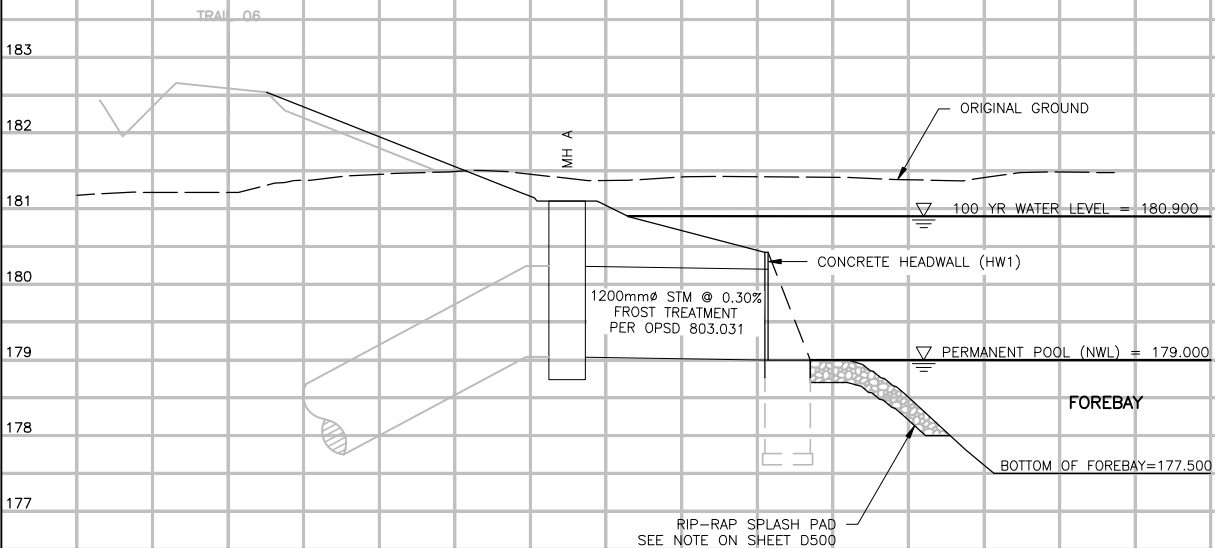 TRAIL 06
183
182
181
180
179
178
177
MH A
ORIGINAL GROUND
100 YR WATER LEVEL = 180.900
CONCRETE HEADWALL (HW1)
1200mmø STM @ 0.30%
FROST TREATMENT
PER OPSD 803.031
PERMANENT POOL (NWL) = 179.000
FOREBAY
BOTTOM OF FOREBAY=177.500
RIP-RAP SPLASH PAD
SEE NOTE ON SHEET D500